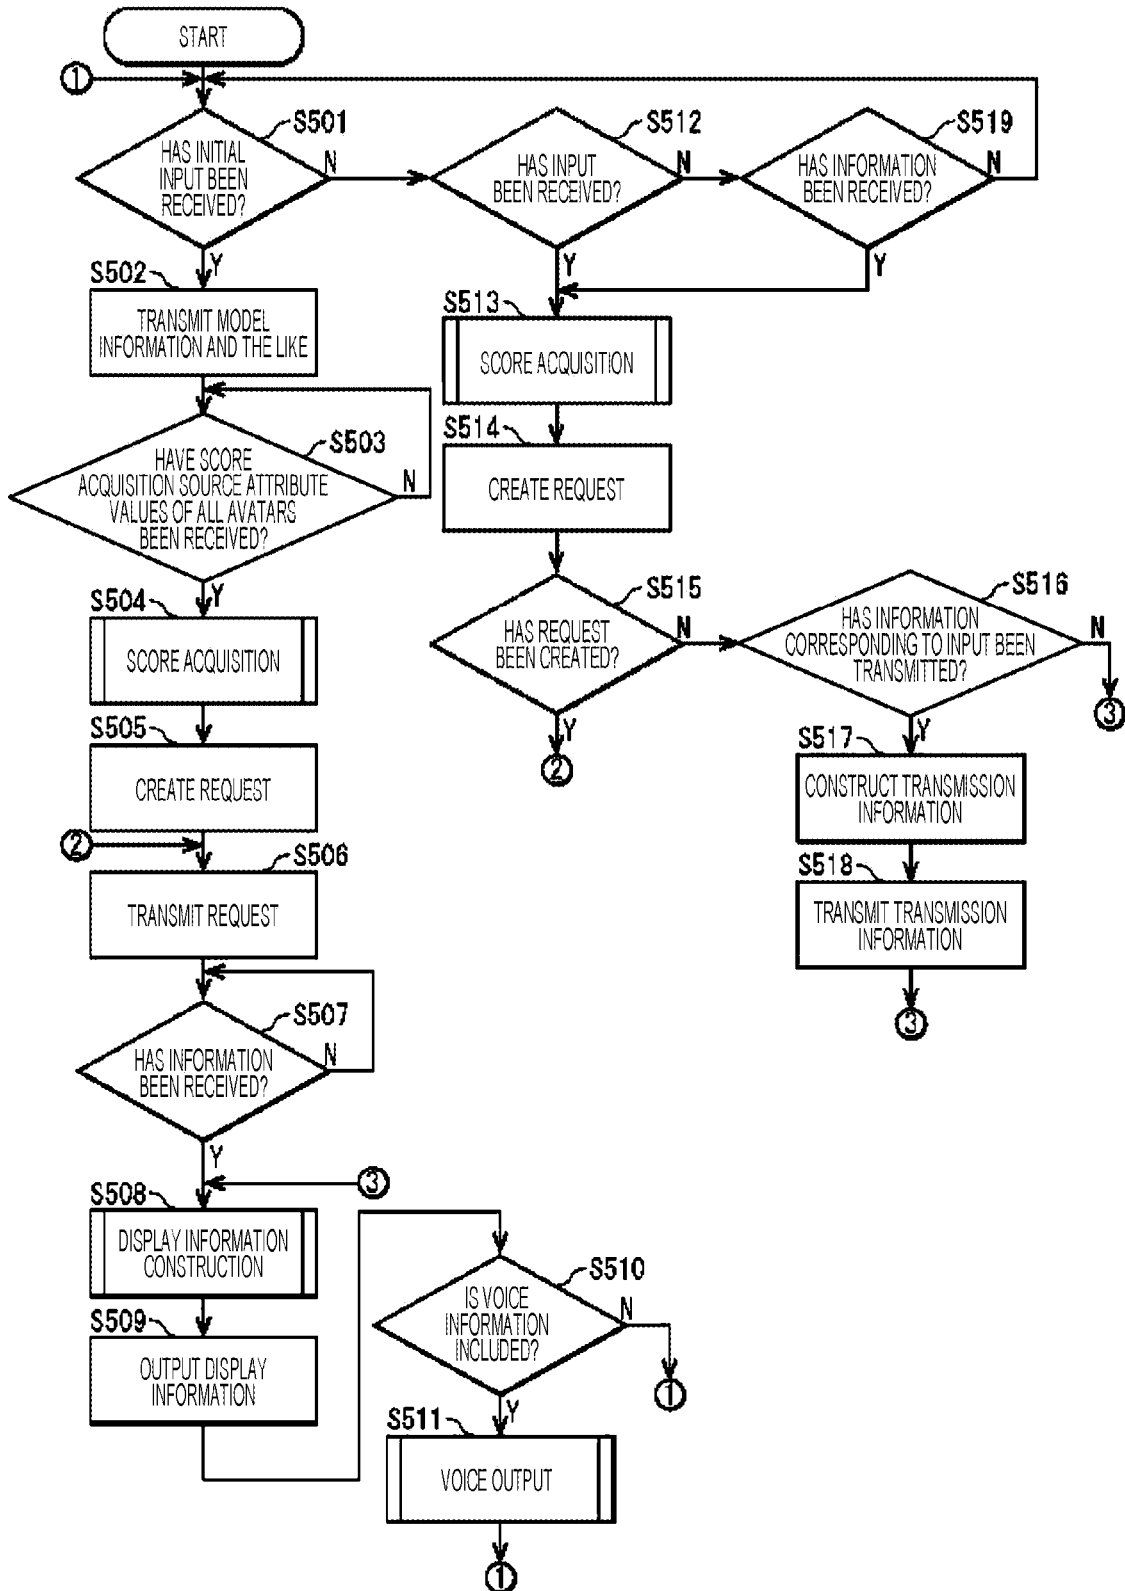 START
①
S501
HAS INITIAL
INPUT BEEN
RECEIVED?
N
Y
S512
HAS INPUT
BEEN RECEIVED?
N
Y
S519
HAS INFORMATION
BEEN RECEIVED?
N
Y
S502
TRANSMIT MODEL
INFORMATION AND THE LIKE
S503
HAVE SCORE
ACQUISITION SOURCE ATTRIBUTE
VALUES OF ALL AVATARS
BEEN RECEIVED?
N
Y
S504
SCORE ACQUISITION
S505
CREATE REQUEST
②
S506
TRANSMIT REQUEST
S507
HAS INFORMATION
BEEN RECEIVED?
N
Y
③
S508
DISPLAY INFORMATION
CONSTRUCTION
S509
OUTPUT DISPLAY
INFORMATION
S510
IS VOICE
INFORMATION
INCLUDED?
N
①
Y
S511
VOICE OUTPUT
①
S513
SCORE ACQUISITION
S514
CREATE REQUEST
S515
HAS REQUEST
BEEN CREATED?
N
Y
②
S516
HAS INFORMATION
CORRESPONDING TO INPUT BEEN
TRANSMITTED?
N
③
Y
S517
CONSTRUCT TRANSMISSION
INFORMATION
S518
TRANSMIT TRANSMISSION
INFORMATION
③